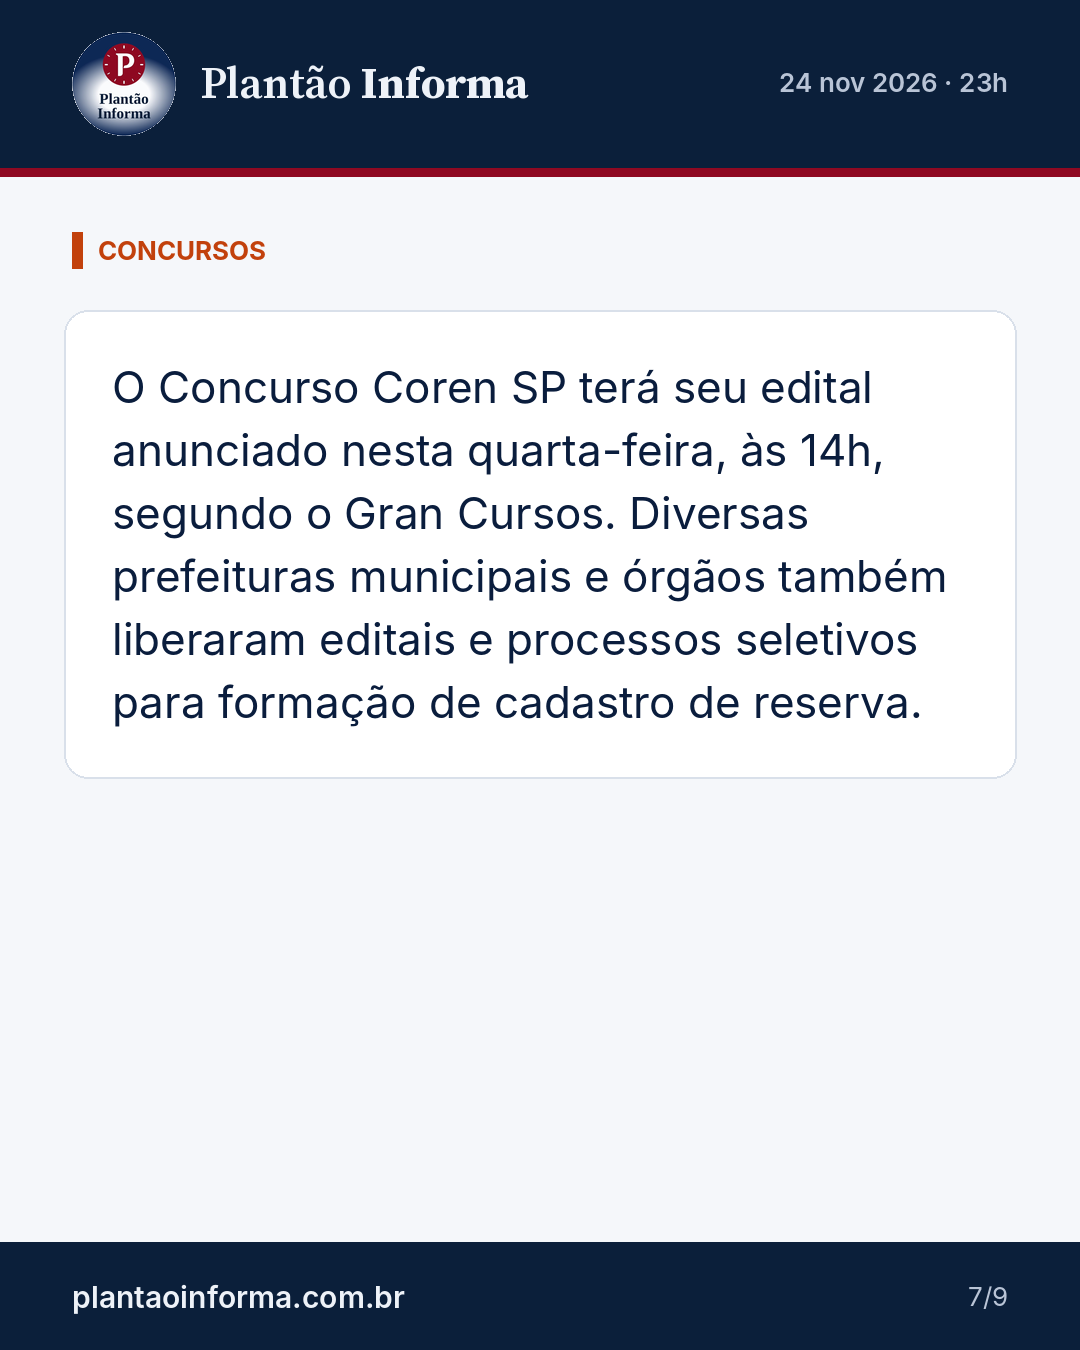 P
Plantão
Informa
Plantão Informa
24 nov 2026 · 23h
CONCURSOS
O Concurso Coren SP terá seu edital
anunciado nesta quarta-feira, às 14h,
segundo o Gran Cursos. Diversas
prefeituras municipais e órgãos também
liberaram editais e processos seletivos
para formação de cadastro de reserva.
plantaoinforma.com.br
7/9